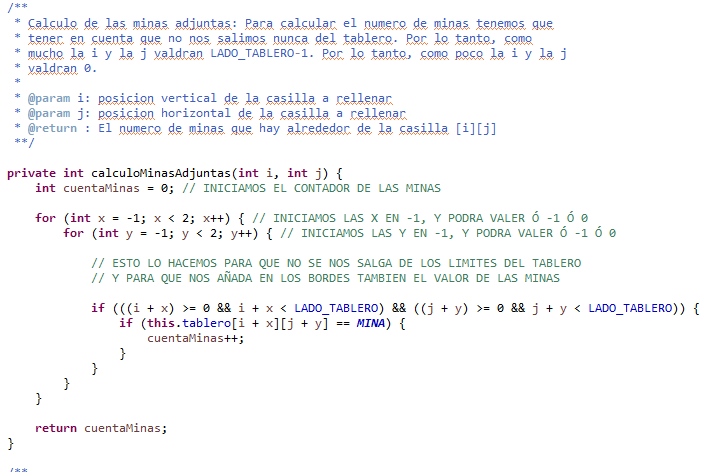 /**
 * Calculo de las minas adjuntas: Para calcular el numero de minas tenemos que
 * tener en cuenta que no nos salimos nunca del tablero. Por lo tanto, como
 * mucho la i y la j valdran LADO_TABLERO-1. Por lo tanto, como poco la i y la j
 * valdran 0.
 *
 * @param i: posicion vertical de la casilla a rellenar
 * @param j: posicion horizontal de la casilla a rellenar
 * @return : El numero de minas que hay alrededor de la casilla [i][j]
 **/
private int calculoMinasAdjuntas(int i, int j) {
    int cuentaMinas = 0; // INICIAMOS EL CONTADOR DE LAS MINAS
    for (int x = -1; x < 2; x++) { // INICIAMOS LAS X EN -1, Y PODRA VALER Ó -1 Ó 0
        for (int y = -1; y < 2; y++) { // INICIAMOS LAS Y EN -1, Y PODRA VALER Ó -1 Ó 0
            // ESTO LO HACEMOS PARA QUE NO SE NOS SALGA DE LOS LIMITES DEL TABLERO
            // Y PARA QUE NOS AÑADA EN LOS BORDES TAMBIEN EL VALOR DE LAS MINAS
            if (((i + x) >= 0 && i + x < LADO_TABLERO) && ((j + y) >= 0 && j + y < LADO_TABLERO)) {
                if (this.tablero[i + x][j + y] == MINA) {
                    cuentaMinas++;
                }
            }
        }
    }
    return cuentaMinas;
}
/**